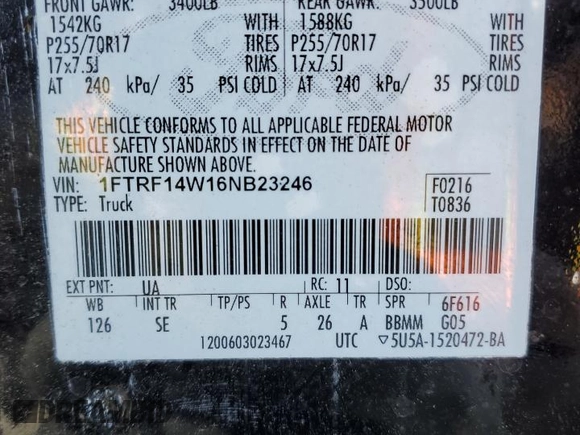 FRONT GAWR: 3400LB REAR GAWR: 3500LB
1542KG WITH 1588KG WITH
P255/70R17 TIRES P255/70R17 TIRES
17x7.5J RIMS 17x7.5J RIMS
AT 240 kPa/ 35 PSI COLD AT 240 kPa/ 35 PSI COLD
THIS VEHICLE CONFORMS TO ALL APPLICABLE FEDERAL MOTOR
VEHICLE SAFETY STANDARDS IN EFFECT ON THE DATE OF
MANUFACTURE SHOWN ABOVE.
VIN: 1FTRF14W16NB23246 F0216
TYPE: Truck T0836
EXT PNT: UA RC: 11 DSO:
WB INT TR TP/PS R AXLE TR SPR 6F616
126 SE 5 26 A BBMM G05
1200603023467 UTC ▽5U5A-1520472-BA